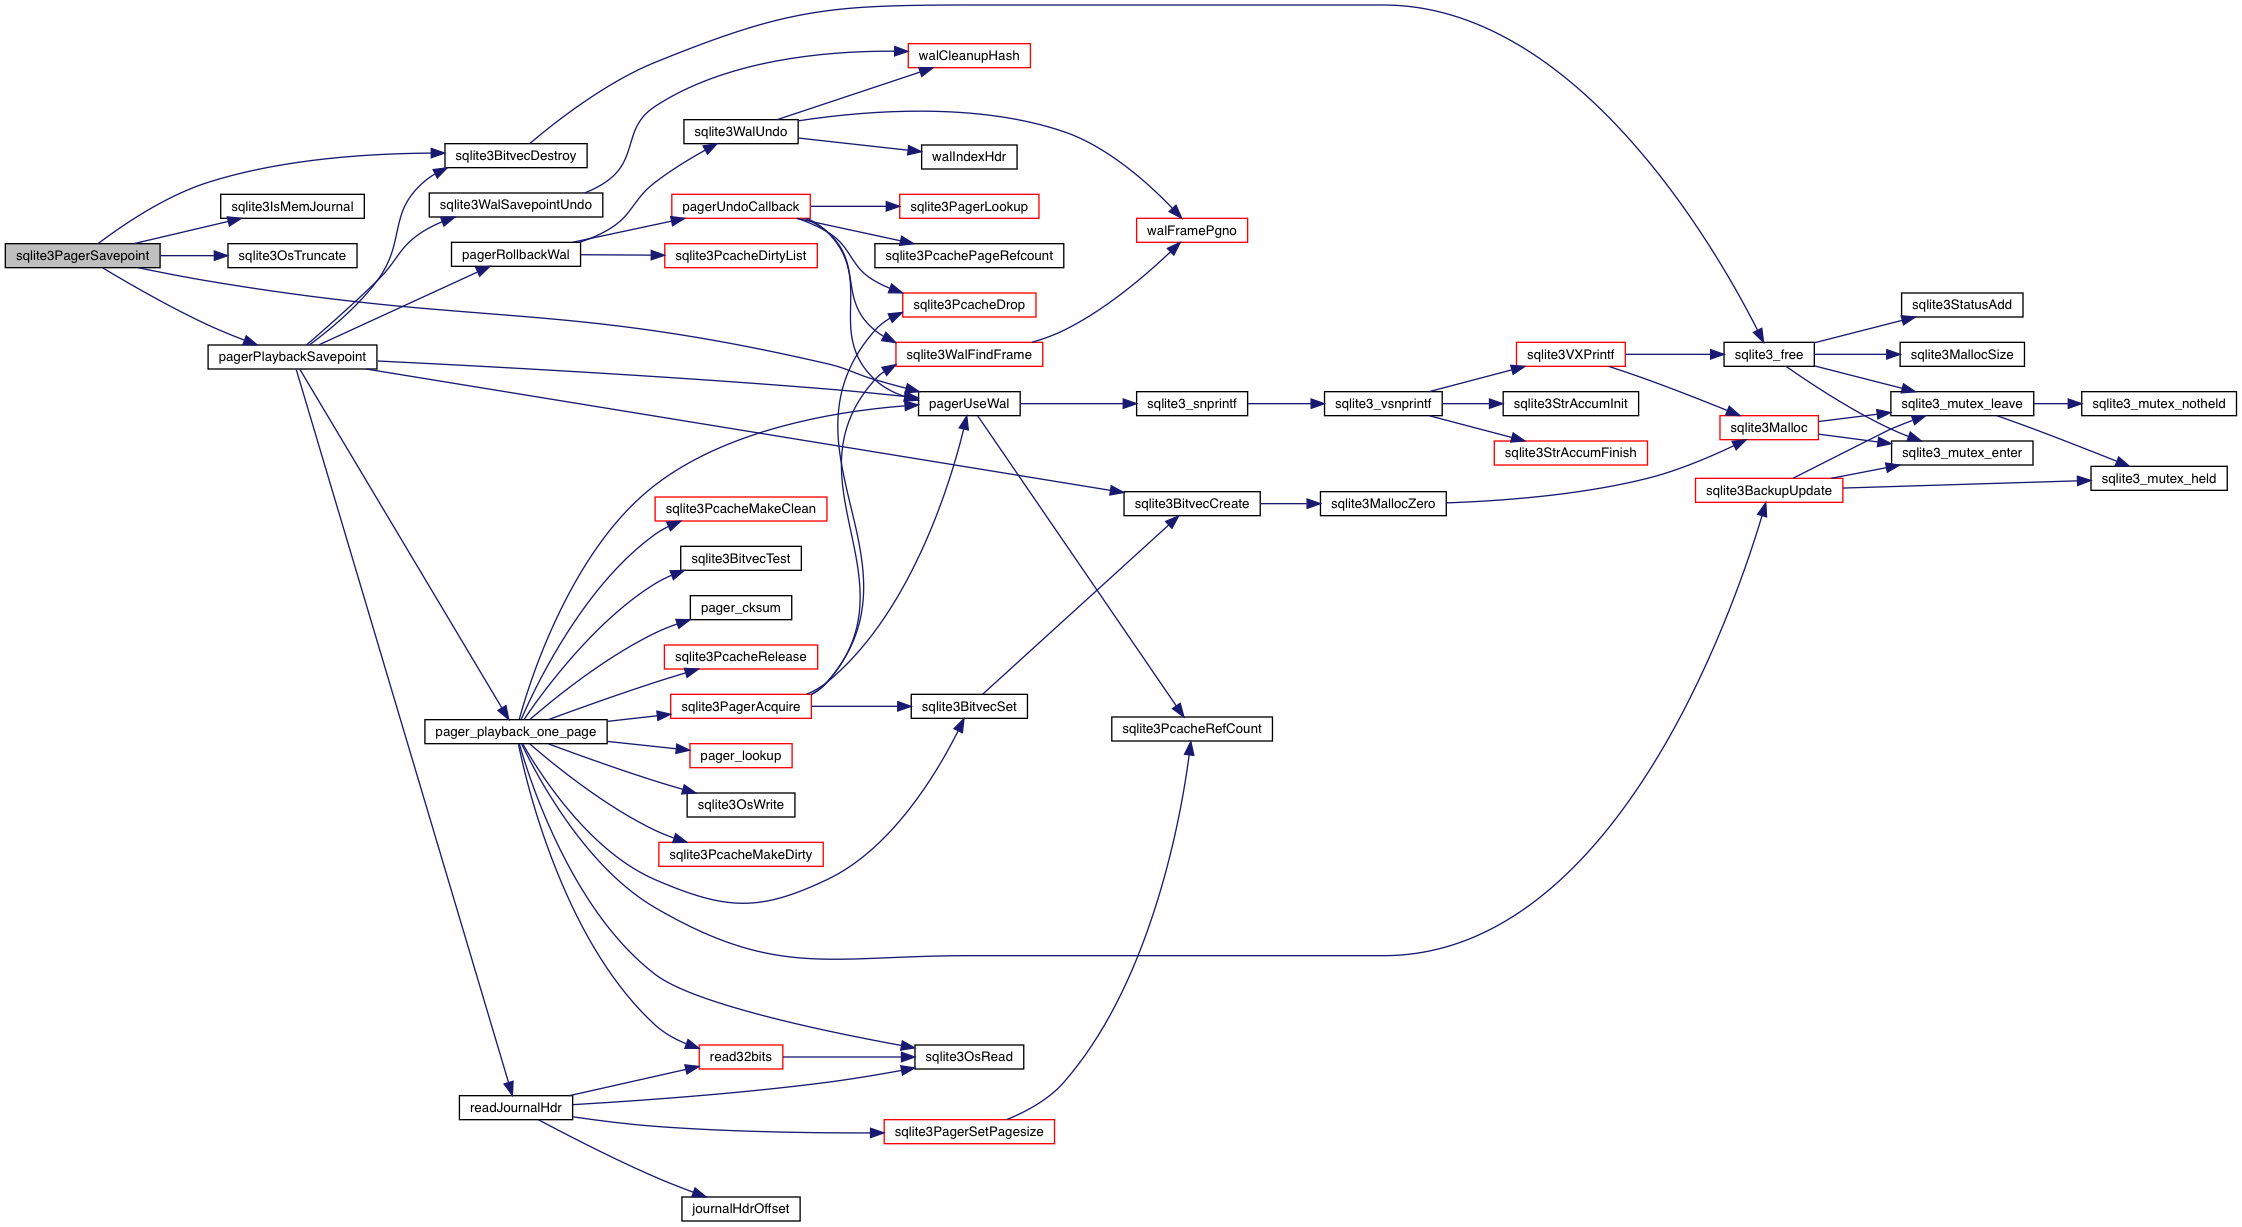 walCleanupHash
sqlite3WalUndo
sqlite3BitvecDestroy
walIndexHdr
sqlite3IsMemJournal
sqlite3WalSavepointUndo
pagerUndoCallback
sqlite3PagerLookup
walFramePgno
sqlite3PagerSavepoint
sqlite3OsTruncate
pagerRollbackWal
sqlite3PcacheDirtyList
sqlite3PcachePageRefcount
sqlite3PcacheDrop
sqlite3StatusAdd
pagerPlaybackSavepoint
sqlite3WalFindFrame
sqlite3VXPrintf
sqlite3_free
sqlite3MallocSize
pagerUseWal
sqlite3_snprintf
sqlite3_vsnprintf
sqlite3StrAccumInit
sqlite3_mutex_leave
sqlite3_mutex_notheld
sqlite3Malloc
sqlite3StrAccumFinish
sqlite3_mutex_enter
sqlite3_mutex_held
sqlite3BackupUpdate
sqlite3PcacheMakeClean
sqlite3BitvecCreate
sqlite3MallocZero
sqlite3BitvecTest
pager_cksum
sqlite3PcacheRelease
sqlite3PagerAcquire
sqlite3BitvecSet
pager_playback_one_page
sqlite3PcacheRefCount
pager_lookup
sqlite3OsWrite
sqlite3PcacheMakeDirty
read32bits
sqlite3OsRead
readJournalHdr
sqlite3PagerSetPagesize
journalHdrOffset